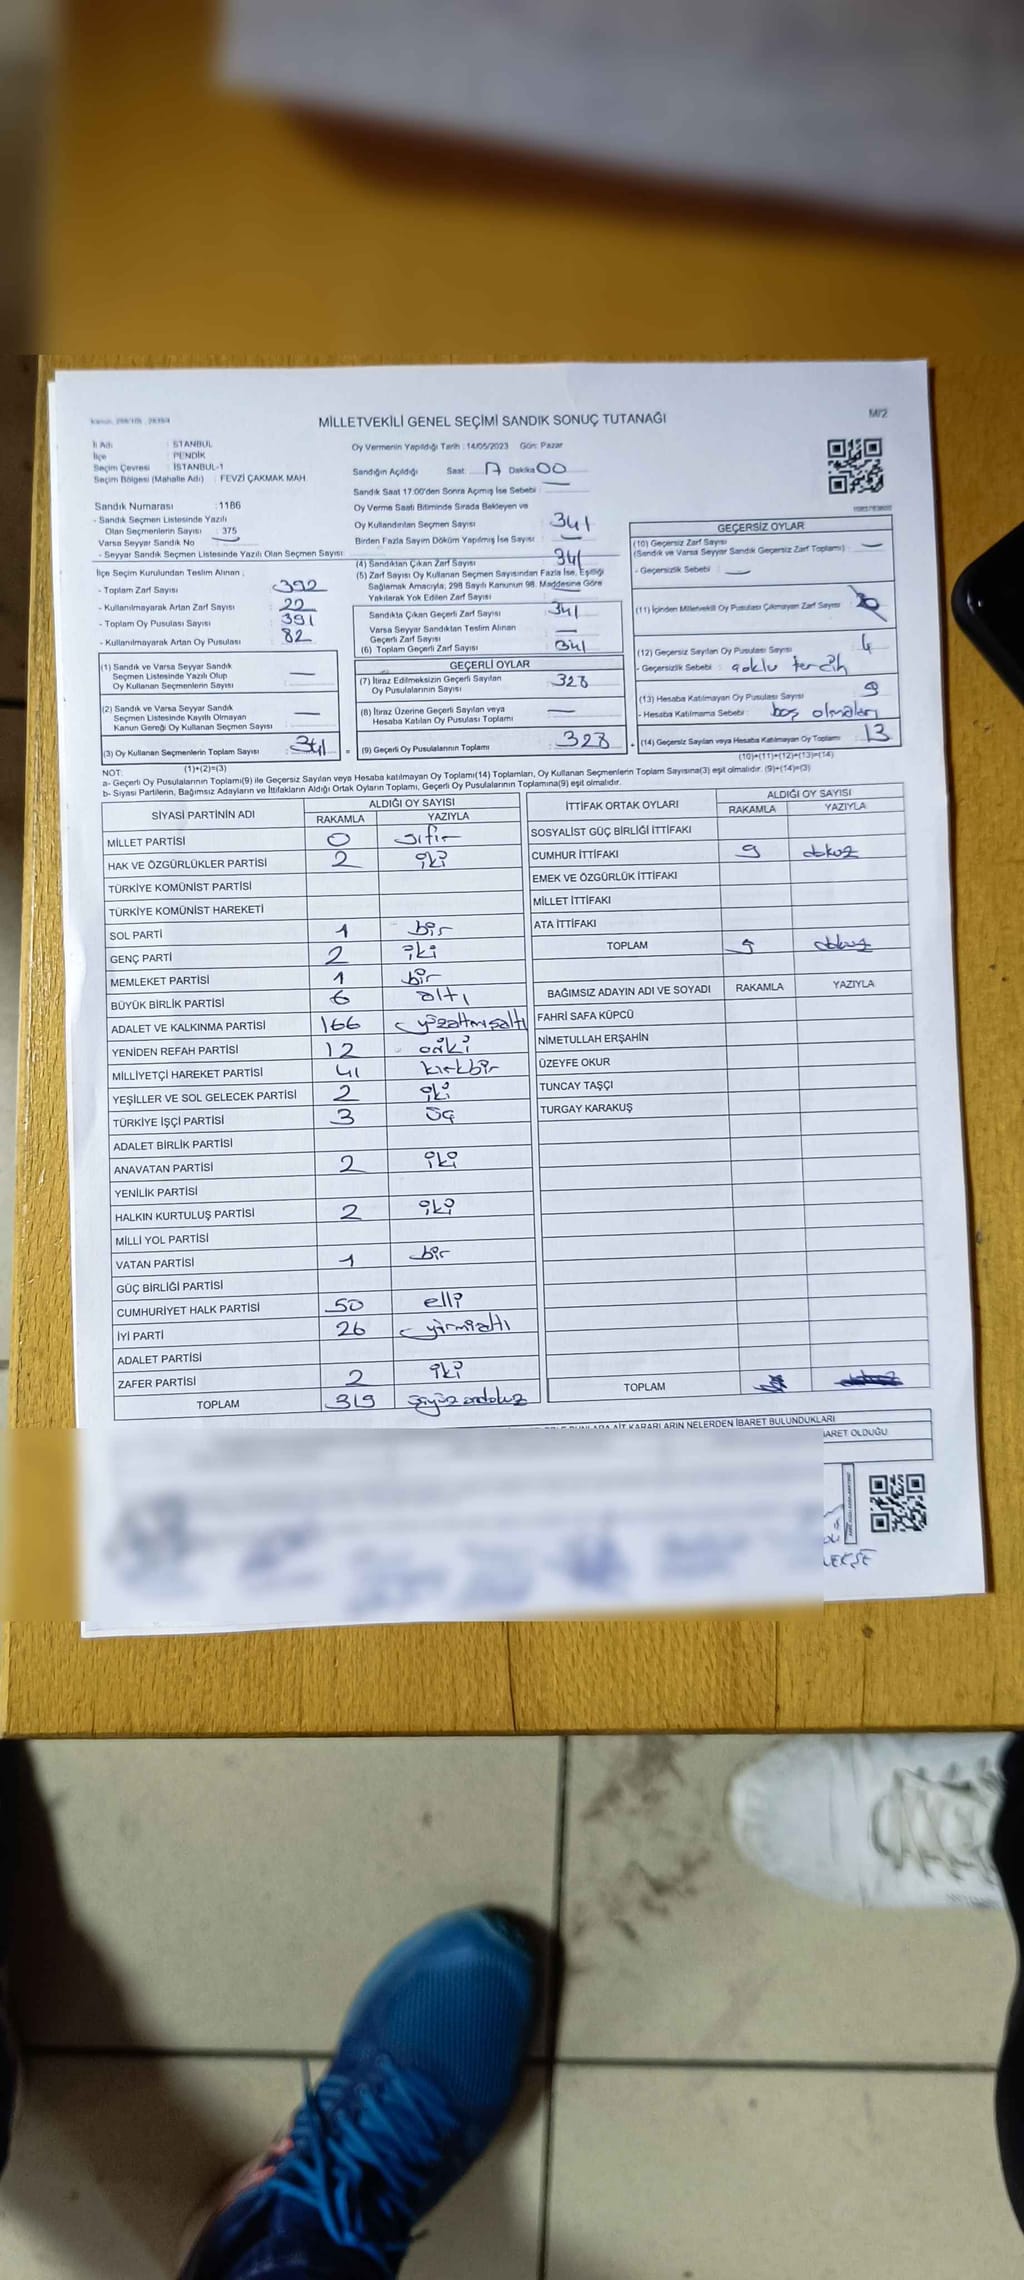 MİLLETVEKİLİ GENEL SEÇİMİ SANDIK SONUÇ TUTANAĞI
M/2
İl Adı : İSTANBUL
İlçe : PENDİK
Seçim Çevresi : İSTANBUL-1
Seçim Bölgesi (Mahalle Adı) : FEVZİ ÇAKMAK MAH.
Oy Vermenin Yapıldığı Tarih : 14/05/2023 Gün: Pazar
Sandığın Açıldığı Saat: 17 Dakika 00
Sandık Saat 17:00'den Sonra Açmış İse Sebebi :
Sandık Numarası : 1186
- Sandık Seçmen Listesinde Yazılı
Olan Seçmenlerin Sayısı : 375
Varsa Seyyar Sandık No :
- Seyyar Sandık Seçmen Listesinde Yazılı Olan Seçmen Sayısı:
Oy Verme Saati Bitiminde Sırada Bekleyen ve
Oy Kullandırılan Seçmen Sayısı : 341
Birden Fazla Sayım Döküm Yapılmış İse Sayısı : —
İlçe Seçim Kurulundan Teslim Alınan ;
- Toplam Zarf Sayısı : 392
- Kullanılmayarak Artan Zarf Sayısı : 22
- Toplam Oy Pusulası Sayısı : 391
- Kullanılmayarak Artan Oy Pusulası : 82
(1) Sandık ve Varsa Seyyar Sandık
Seçmen Listesinde Yazılı Olup
Oy Kullanan Seçmenlerin Sayısı : —
(2) Sandık ve Varsa Seyyar Sandık
Seçmen Listesinde Kayıtlı Olmayan
Kanun Gereği Oy Kullanan Seçmen Sayısı : —
(3) Oy Kullanan Seçmenlerin Toplam Sayısı : 341
(1)+(2)=(3)
(4) Sandıktan Çıkan Zarf Sayısı : 341
(5) Zarf Sayısı Oy Kullanan Seçmen Sayısından Fazla İse, Eşitliği
Sağlamak Amacıyla; 298 Sayılı Kanunun 98. Maddesine Göre
Yakılarak Yok Edilen Zarf Sayısı : —
Sandıkta Çıkan Geçerli Zarf Sayısı : 341
Varsa Seyyar Sandıktan Teslim Alınan
Geçerli Zarf Sayısı : —
(6) Toplam Geçerli Zarf Sayısı : 341
GEÇERLİ OYLAR
(7) İtiraz Edilmeksizin Geçerli Sayılan
Oy Pusulalarının Sayısı : 328
(8) İtiraz Üzerine Geçerli Sayılan veya
Hesaba Katılan Oy Pusulası Toplamı : —
(9) Geçerli Oy Pusulalarının Toplamı : 328
GEÇERSİZ OYLAR
(10) Geçersiz Zarf Sayısı
(Sandık ve Varsa Seyyar Sandık Geçersiz Zarf Toplamı) : —
- Geçersizlik Sebebi : —
(11) İçinden Milletvekili Oy Pusulası Çıkmayan Zarf Sayısı :
(12) Geçersiz Sayılan Oy Pusulası Sayısı : 4
- Geçersizlik Sebebi : çoklu tercih
(13) Hesaba Katılmayan Oy Pusulası Sayısı : 9
- Hesaba Katılmama Sebebi : boş olmaları
(14) Geçersiz Sayılan veya Hesaba Katılmayan Oy Toplamı : 13
(10)+(11)+(12)+(13)=(14)
NOT:
a- Geçerli Oy Pusulalarının Toplamı(9) ile Geçersiz Sayılan veya Hesaba katılmayan Oy Toplamı(14) Toplamları, Oy Kullanan Seçmenlerin Toplam Sayısına(3) eşit olmalıdır. (9)+(14)=(3)
b- Siyasi Partilerin, Bağımsız Adayların ve İttifakların Aldığı Ortak Oyların Toplamı, Geçerli Oy Pusulalarının Toplamına(9) eşit olmalıdır.
SİYASİ PARTİNİN ADI ALDIĞI OY SAYISI
RAKAMLA YAZIYLA
MİLLET PARTİSİ 0 sıfır
HAK VE ÖZGÜRLÜKLER PARTİSİ 2 iki
TÜRKİYE KOMÜNİST PARTİSİ
TÜRKİYE KOMÜNİST HAREKETİ
SOL PARTİ 1 bir
GENÇ PARTİ 2 iki
MEMLEKET PARTİSİ 1 bir
BÜYÜK BİRLİK PARTİSİ 6 altı
ADALET VE KALKINMA PARTİSİ 166 yüzaltmışaltı
YENİDEN REFAH PARTİSİ 12 oniki
MİLLİYETÇİ HAREKET PARTİSİ 41 kırkbir
YEŞİLLER VE SOL GELECEK PARTİSİ 2 iki
TÜRKİYE İŞÇİ PARTİSİ 3 üç
ADALET BİRLİK PARTİSİ
ANAVATAN PARTİSİ 2 iki
YENİLİK PARTİSİ
HALKIN KURTULUŞ PARTİSİ 2 iki
MİLLİ YOL PARTİSİ
VATAN PARTİSİ 1 bir
GÜÇ BİRLİĞİ PARTİSİ
CUMHURİYET HALK PARTİSİ 50 elli
İYİ PARTİ 26 yirmialtı
ADALET PARTİSİ
ZAFER PARTİSİ 2 iki
TOPLAM 319 üçyüz ondokuz
İTTİFAK ORTAK OYLARI ALDIĞI OY SAYISI
RAKAMLA YAZIYLA
SOSYALİST GÜÇ BİRLİĞİ İTTİFAKI
CUMHUR İTTİFAKI 9 dokuz
EMEK VE ÖZGÜRLÜK İTTİFAKI
MİLLET İTTİFAKI
ATA İTTİFAKI
TOPLAM 9 dokuz
BAĞIMSIZ ADAYIN ADI VE SOYADI RAKAMLA YAZIYLA
FAHRİ SAFA KÜPCÜ
NİMETULLAH ERŞAHİN
ÜZEYFE OKUR
TUNCAY TAŞÇI
TURGAY KARAKUŞ
TOPLAM
AİT KARARLARIN NELERDEN İBARET BULUNDUKLARI
BARET OLDUĞU